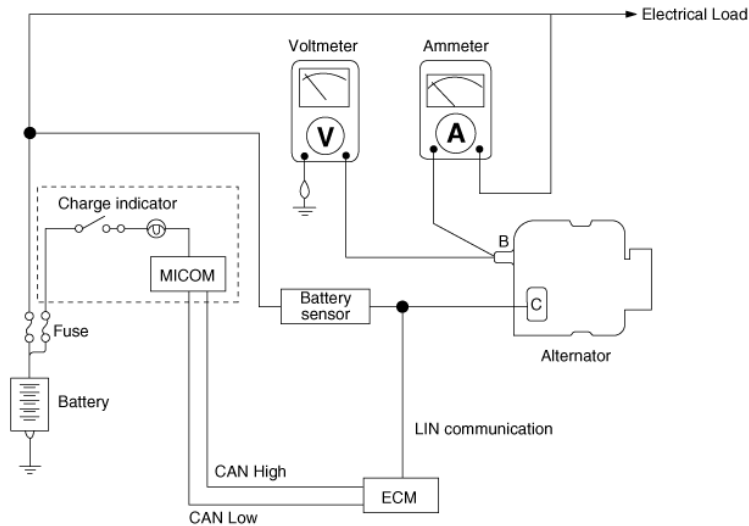 Electrical Load
Voltmeter
Ammeter
V
A
Charge indicator
B
MICOM
Battery
sensor
C
Fuse
Alternator
Battery
LIN communication
CAN High
ECM
CAN Low